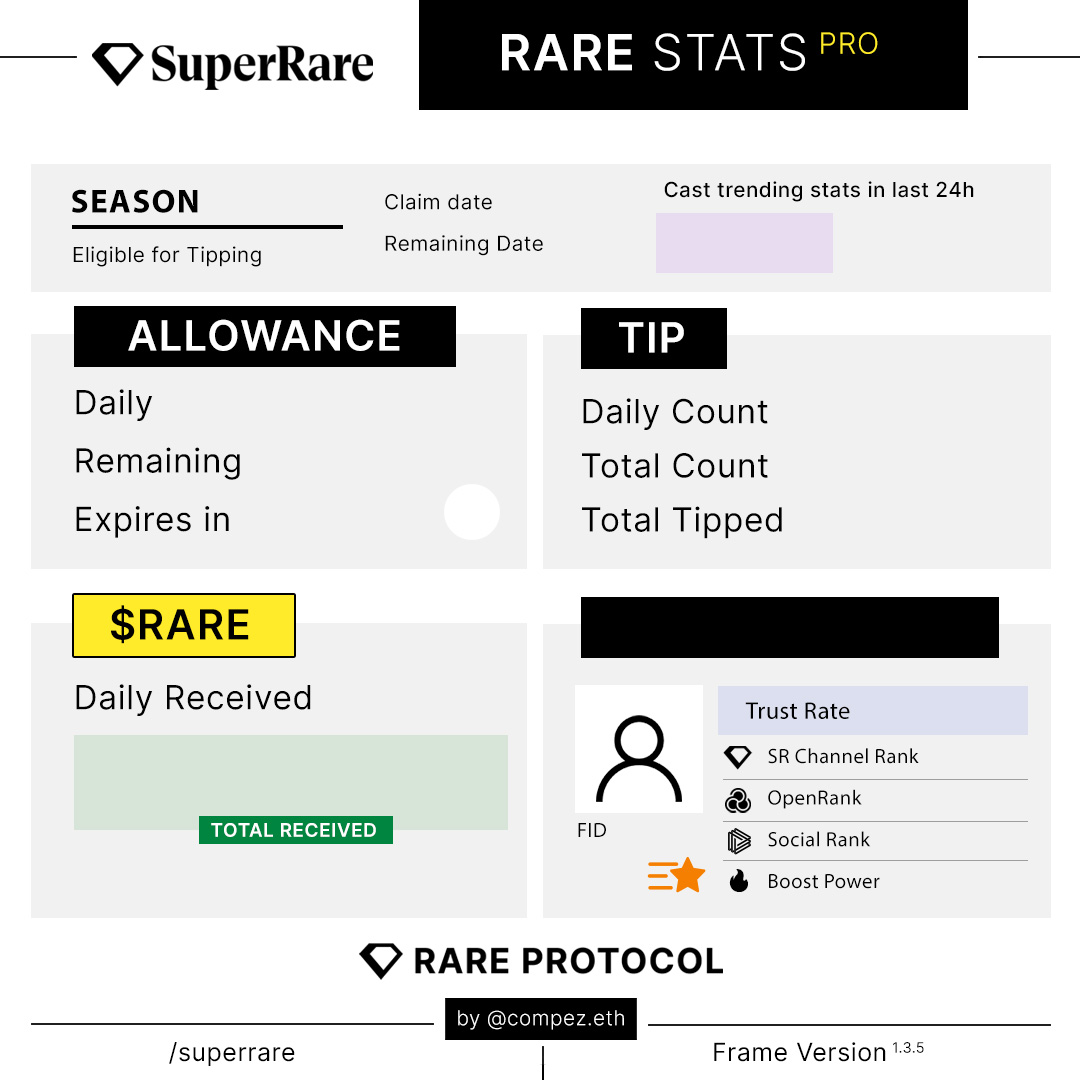 SuperRare
RARE STATS PRO
SEASON
Eligible for Tipping
Claim date
Remaining Date
Cast trending stats in last 24h
ALLOWANCE
Daily
Remaining
Expires in
TIP
Daily Count
Total Count
Total Tipped
$RARE
Daily Received
TOTAL RECEIVED
FID
Trust Rate
SR Channel Rank
OpenRank
Social Rank
Boost Power
RARE PROTOCOL
by @compez.eth
/superrare
Frame Version 1.3.5